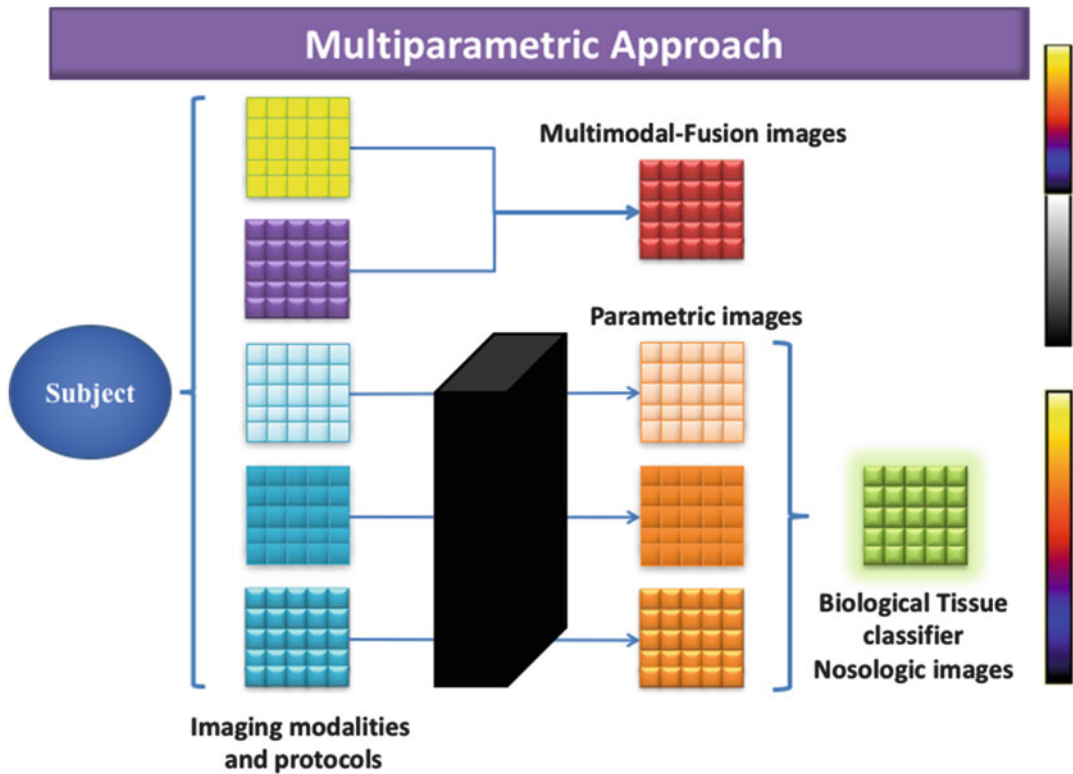 Multiparametric Approach
Multimodal-Fusion images
Parametric images
Subject
Biological Tissue
classifier
Nosologic images
Imaging modalities
and protocols